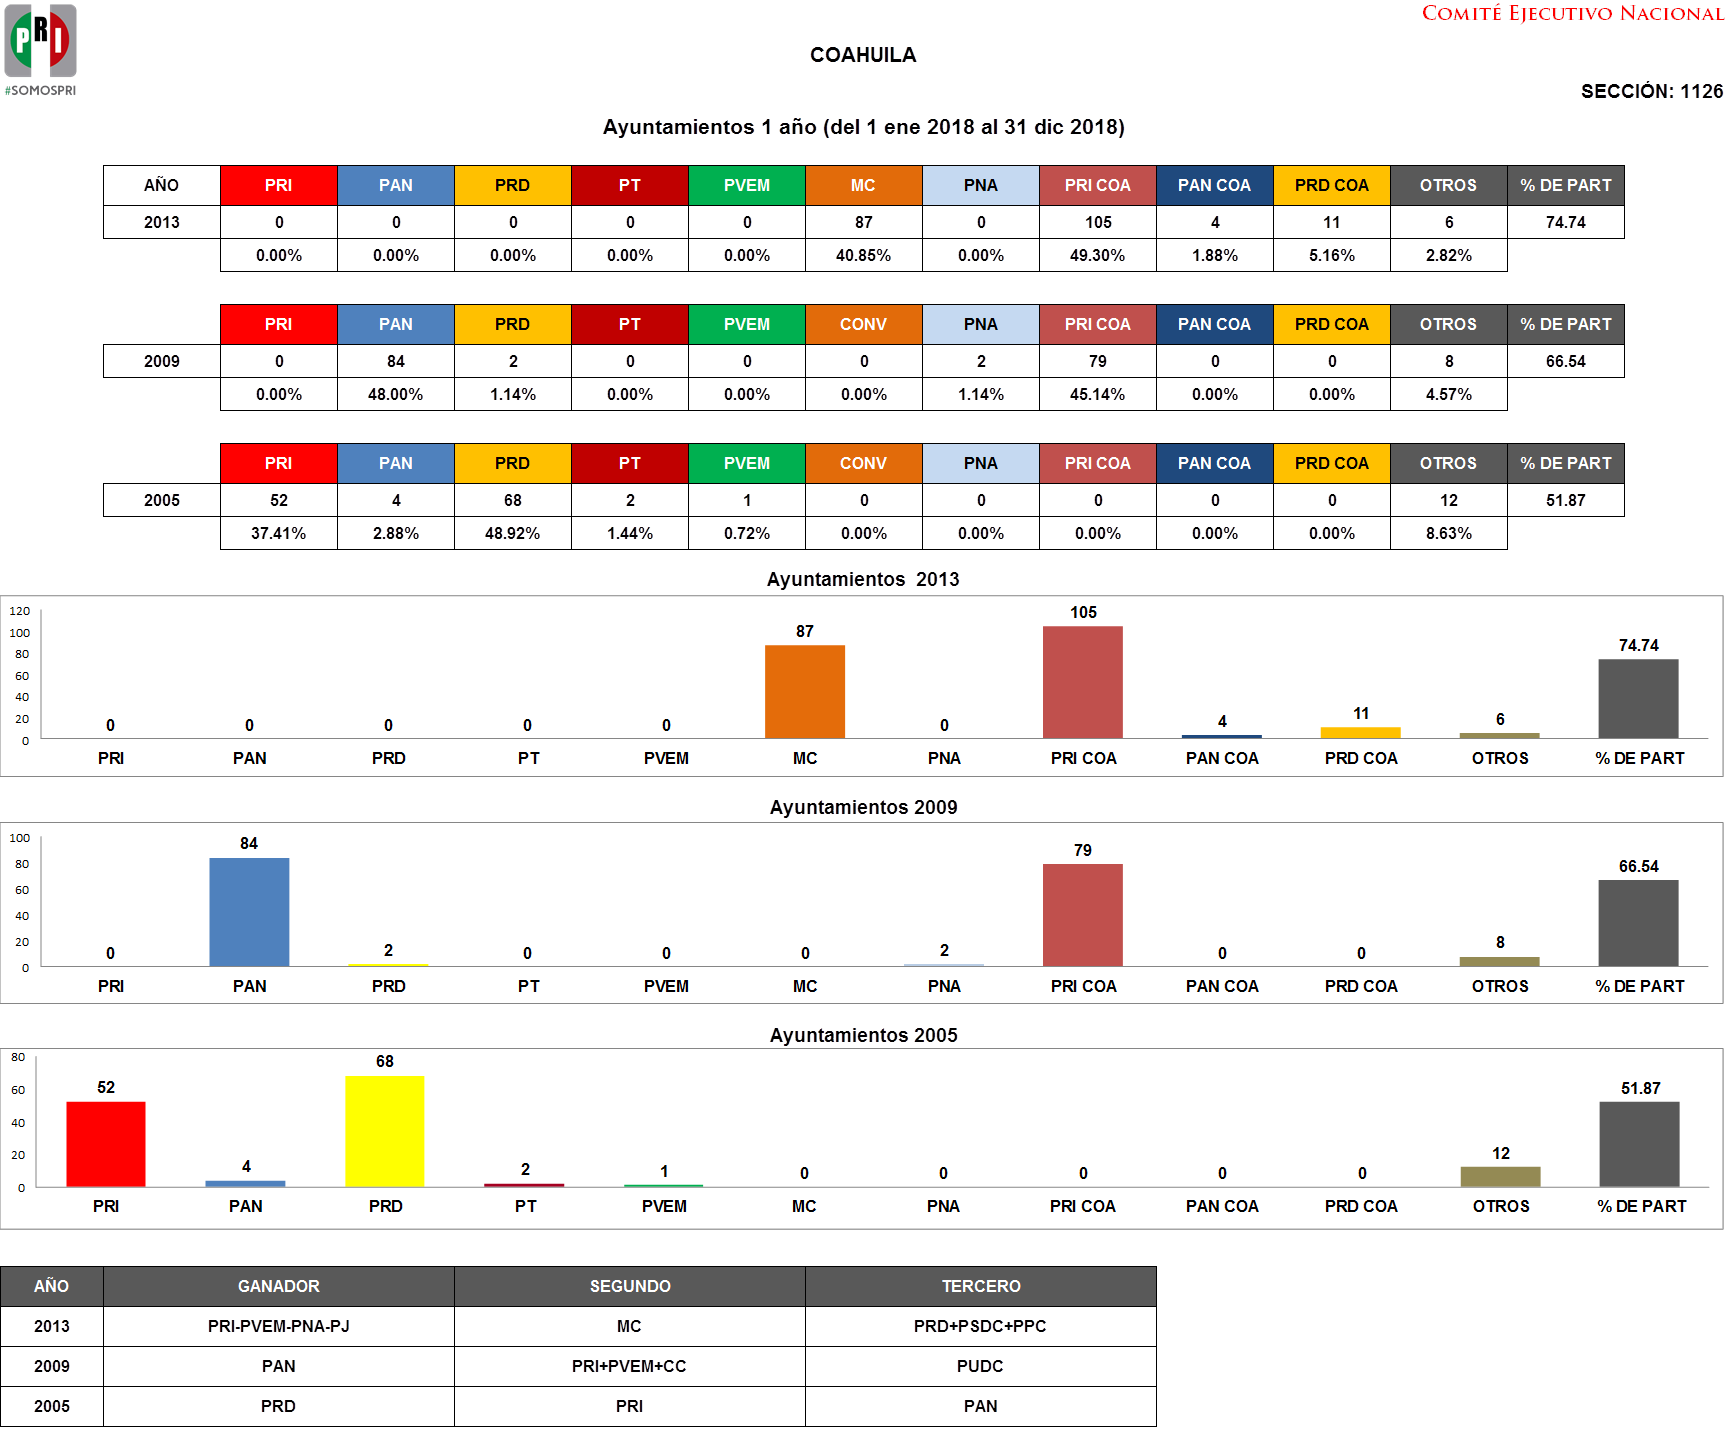 PRI
#SOMOSPRI
COMITÉ EJECUTIVO NACIONAL
COAHUILA
SECCIÓN: 1126
Ayuntamientos 1 año (del 1 ene 2018 al 31 dic 2018)
AÑO PRI PAN PRD PT PVEM MC PNA PRI COA PAN COA PRD COA OTROS % DE PART
2013 0 0 0 0 0 87 0 105 4 11 6 74.74
0.00% 0.00% 0.00% 0.00% 0.00% 40.85% 0.00% 49.30% 1.88% 5.16% 2.82%
PRI PAN PRD PT PVEM CONV PNA PRI COA PAN COA PRD COA OTROS % DE PART
2009 0 84 2 0 0 0 2 79 0 0 8 66.54
0.00% 48.00% 1.14% 0.00% 0.00% 0.00% 1.14% 45.14% 0.00% 0.00% 4.57%
PRI PAN PRD PT PVEM CONV PNA PRI COA PAN COA PRD COA OTROS % DE PART
2005 52 4 68 2 1 0 0 0 0 0 12 51.87
37.41% 2.88% 48.92% 1.44% 0.72% 0.00% 0.00% 0.00% 0.00% 0.00% 8.63%
Ayuntamientos 2013
120
100
80
60
40
20
0
0 0 0 0 0 87 0 105 4 11 6 74.74
PRI PAN PRD PT PVEM MC PNA PRI COA PAN COA PRD COA OTROS % DE PART
Ayuntamientos 2009
100
80
60
40
20
0
0 84 2 0 0 0 2 79 0 0 8 66.54
PRI PAN PRD PT PVEM MC PNA PRI COA PAN COA PRD COA OTROS % DE PART
Ayuntamientos 2005
80
60
40
20
0
52 4 68 2 1 0 0 0 0 0 12 51.87
PRI PAN PRD PT PVEM MC PNA PRI COA PAN COA PRD COA OTROS % DE PART
AÑO GANADOR SEGUNDO TERCERO
2013 PRI-PVEM-PNA-PJ MC PRD+PSDC+PPC
2009 PAN PRI+PVEM+CC PUDC
2005 PRD PRI PAN